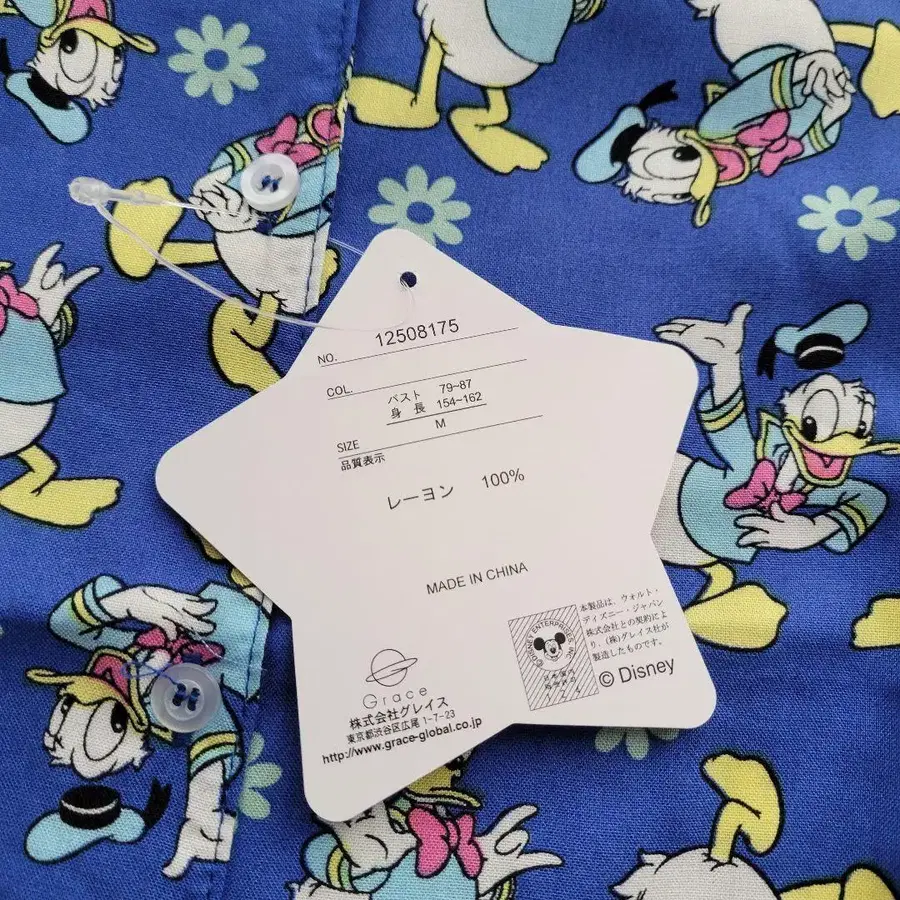 NO. 12508175
COL.
バスト 79~87
身 長 154~162
SIZE M
品質表示
レーヨン 100%
MADE IN CHINA
Grace
株式会社グレイス
東京都渋谷区広尾 1-7-23
http://www.grace-global.co.jp
本製品は、ウォルト・
ディズニー・ジャパン
株式会社との契約によ
り、(株)グレイス社が
製造したものです。
© Disney